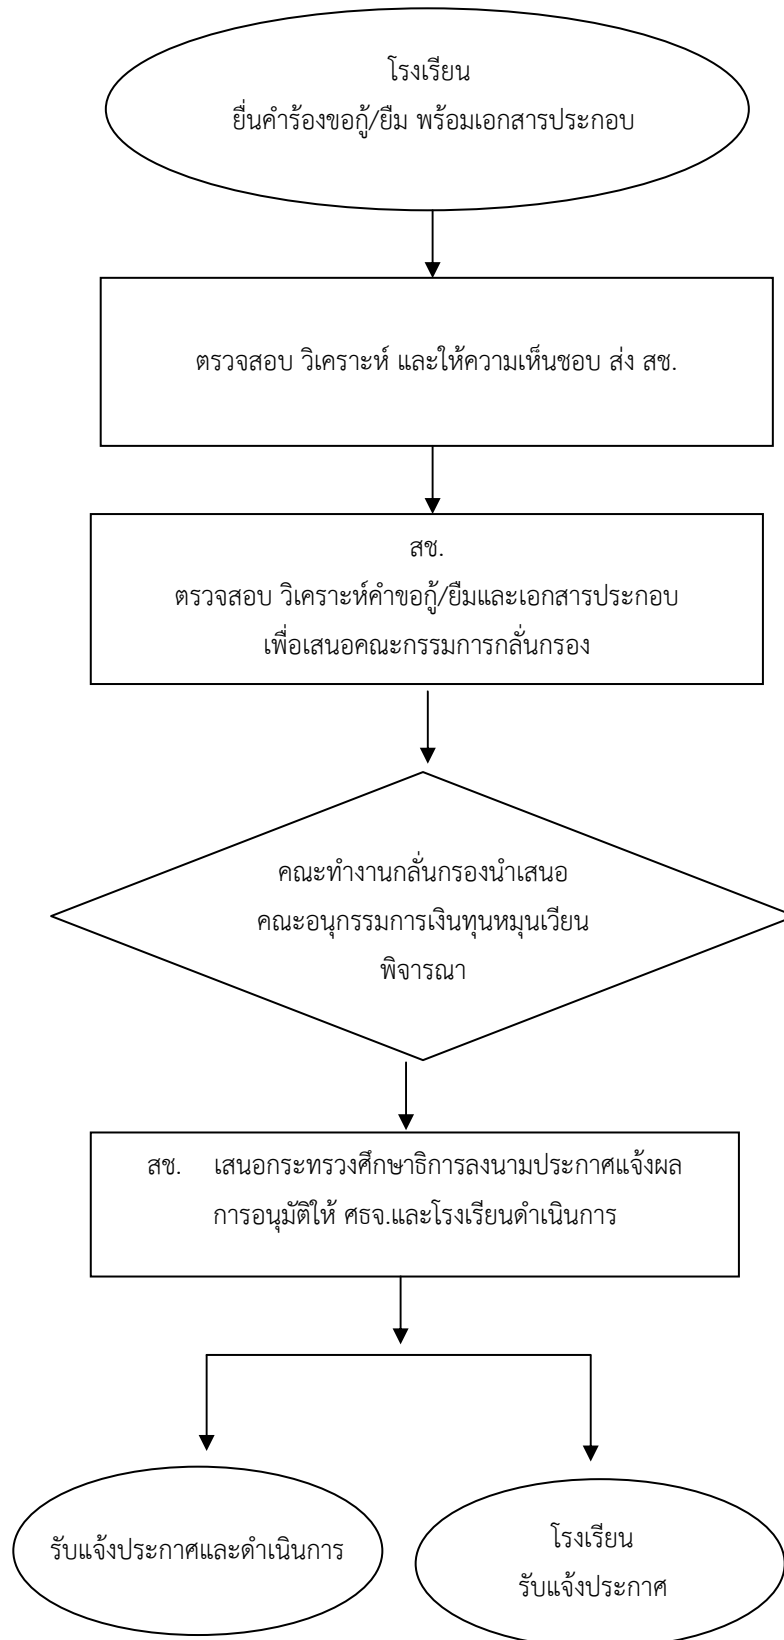 โรงเรียน
ยื่นคำร้องขอกู้/ยืม พร้อมเอกสารประกอบ
ตรวจสอบ วิเคราะห์ และให้ความเห็นชอบ ส่ง สช.
สช.
ตรวจสอบ วิเคราะห์คำขอกู้/ยืมและเอกสารประกอบ
เพื่อเสนอคณะกรรมการกลั่นกรอง
คณะทำงานกลั่นกรองนำเสนอ
คณะอนุกรรมการเงินทุนหมุนเวียน
พิจารณา
สช. เสนอกระทรวงศึกษาธิการลงนามประกาศแจ้งผล
การอนุมัติให้ ศธจ.และโรงเรียนดำเนินการ
รับแจ้งประกาศและดำเนินการ
โรงเรียน
รับแจ้งประกาศ